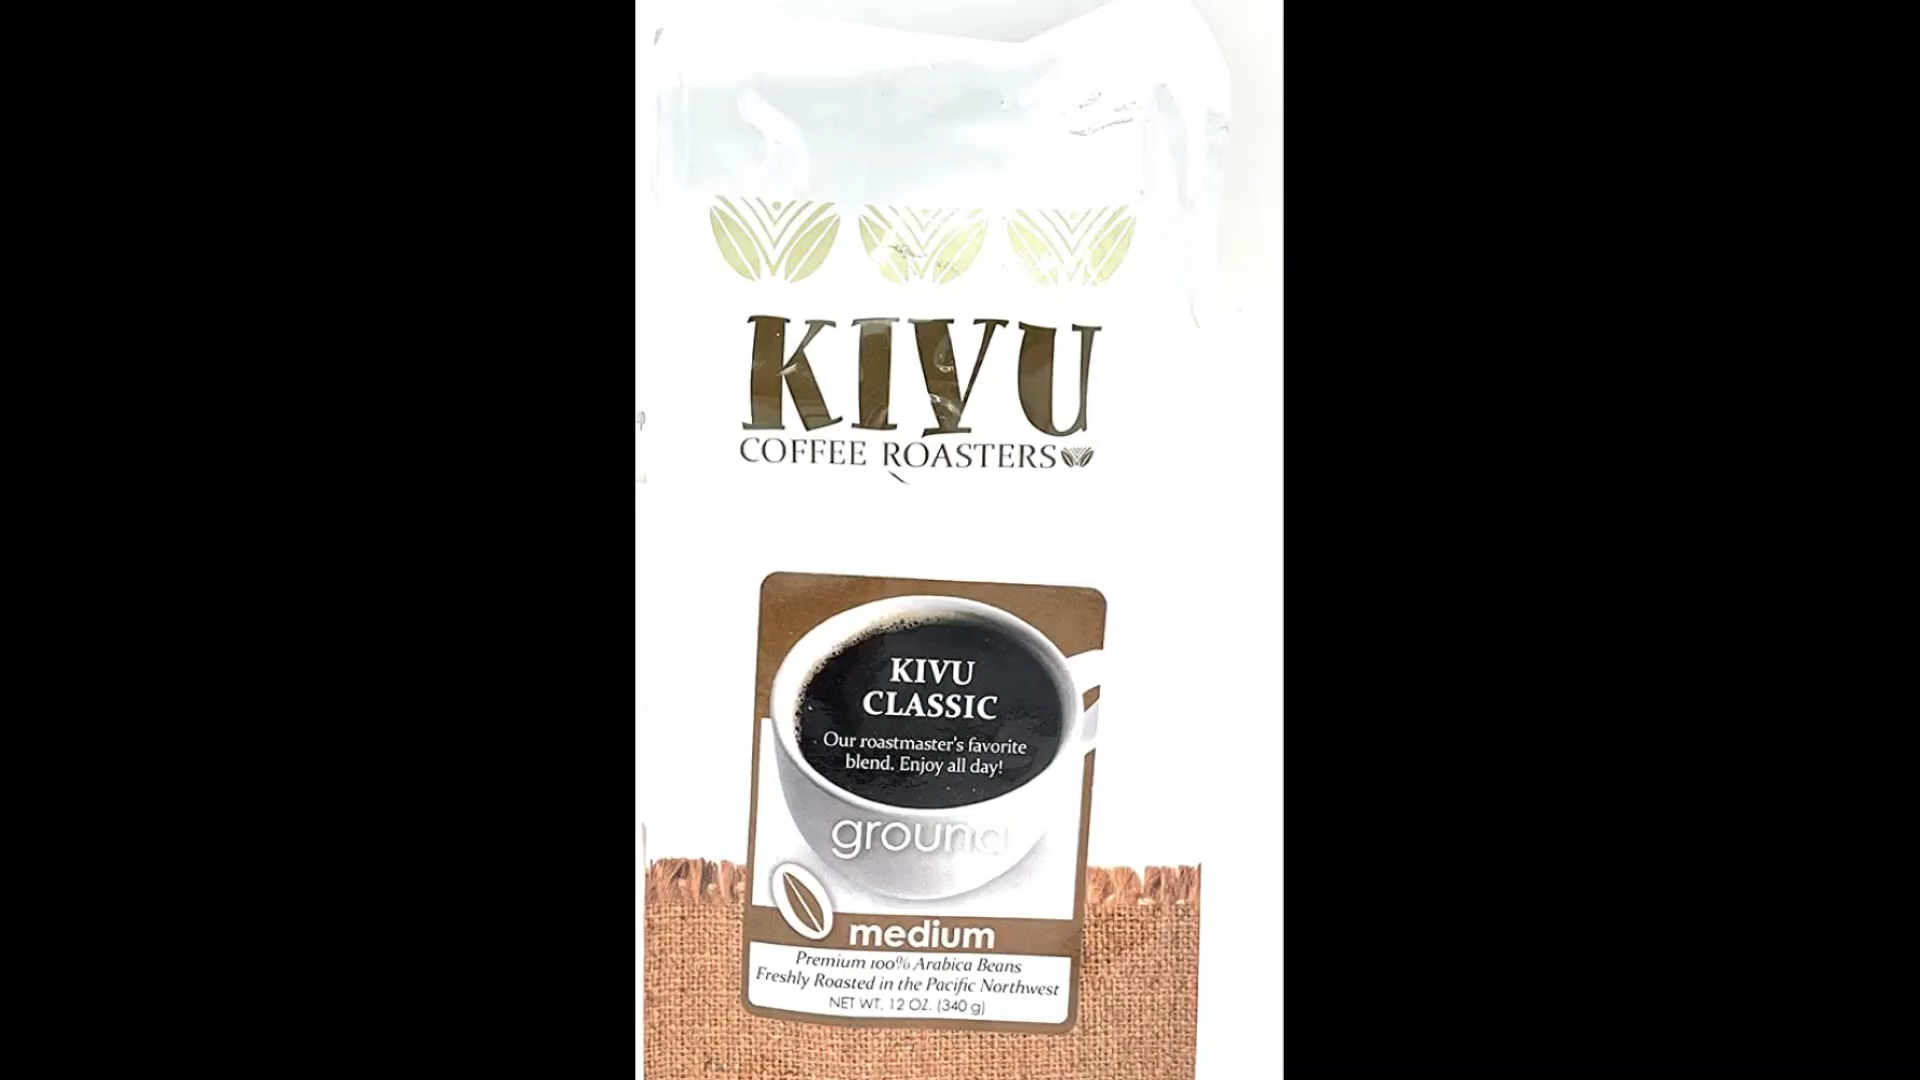 KIVU
COFFEE ROASTERS
KIVU
CLASSIC
Our roastmaster's favorite
blend. Enjoy all day!
ground
medium
Premium 100% Arabica Beans
Freshly Roasted in the Pacific Northwest
NET WT. 12 OZ. (340 g)